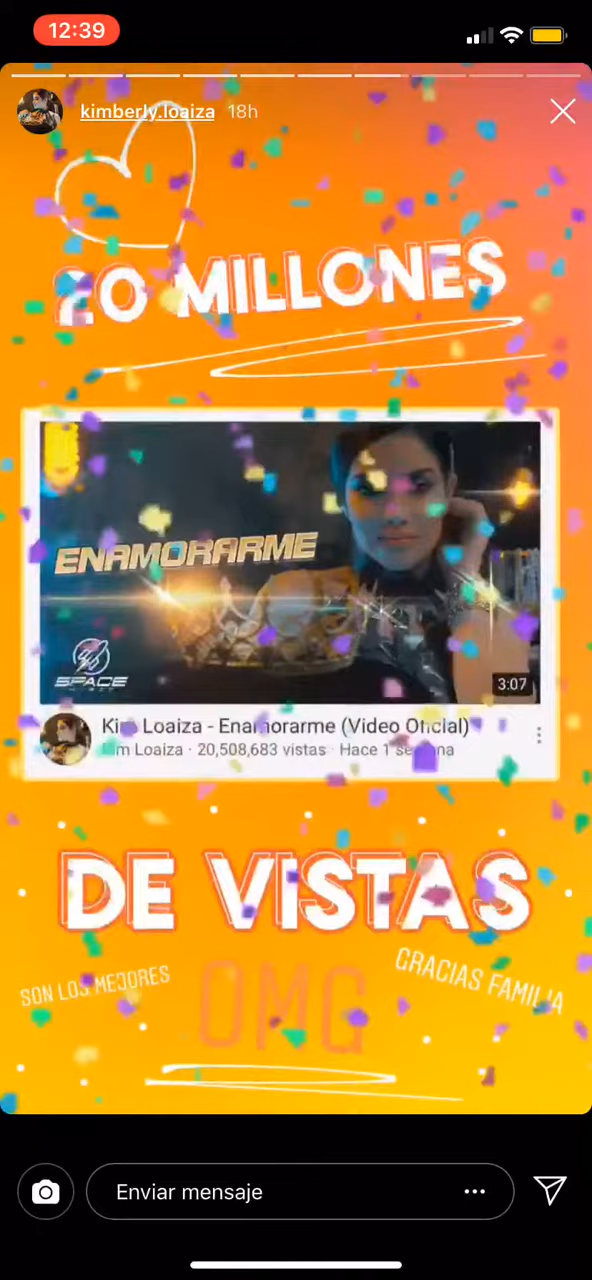 12:39
kimberly.loaiza 18h
20 MILLONES
ENAMORARME
SPACE
3:07
Kim Loaiza - Enamorarme (Video Oficial)
Kim Loaiza · 20,508,683 vistas · Hace 1 semana
DE VISTAS
SON LOS MEJORES
OMG
GRACIAS FAMILIA
Enviar mensaje